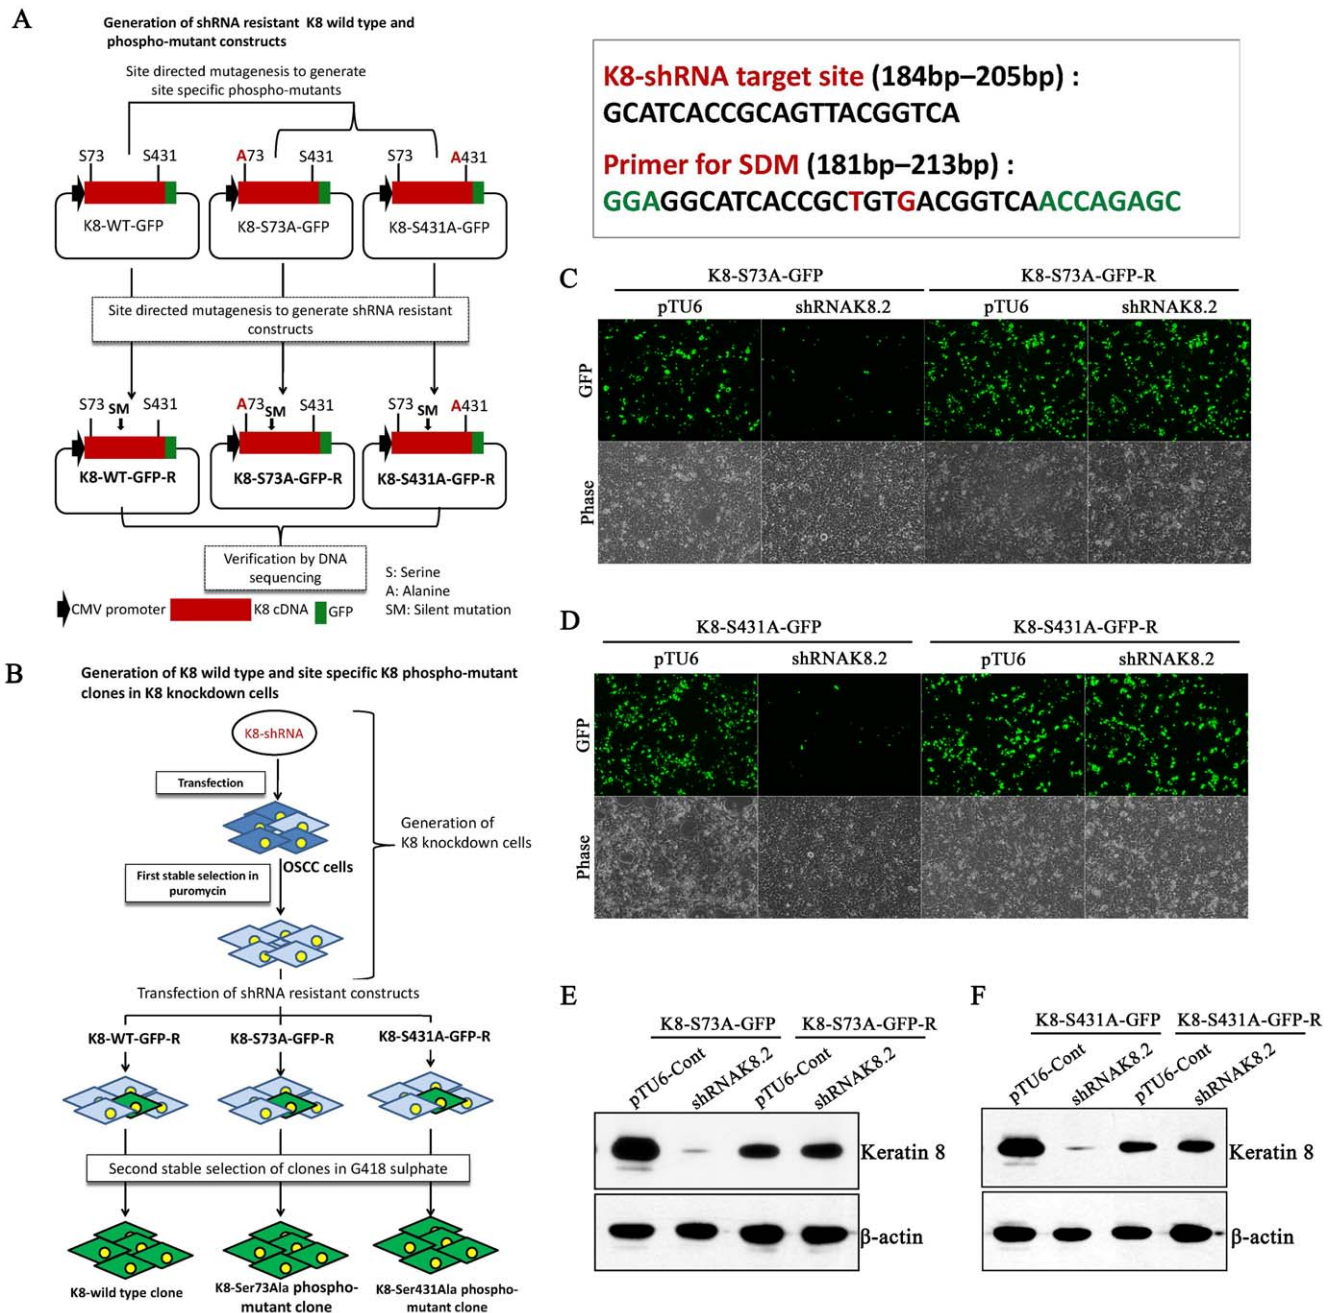 A
Generation of shRNA resistant K8 wild type and
phospho-mutant constructs
Site directed mutagenesis to generate
site specific phospho-mutants
S73 S431 A73 S431 S73 A431
K8-WT-GFP K8-S73A-GFP K8-S431A-GFP
Site directed mutagenesis to generate shRNA resistant
constructs
S73 SM S431 A73 SM S431 S73 SM A431
K8-WT-GFP-R K8-S73A-GFP-R K8-S431A-GFP-R
Verification by DNA
sequencing
S: Serine
A: Alanine
SM: Silent mutation
CMV promoter K8 cDNA GFP
K8-shRNA target site (184bp–205bp) :
GCATCACCGCAGTTACGGTCA
Primer for SDM (181bp–213bp) :
GGAGGCATCACCGCTGTGACGGTCAACCAGAGC
B
Generation of K8 wild type and site specific K8 phospho-mutant
clones in K8 knockdown cells
K8-shRNA
Transfection
OSCC cells
First stable selection in
puromycin
Generation of
K8 knockdown cells
Transfection of shRNA resistant constructs
K8-WT-GFP-R K8-S73A-GFP-R K8-S431A-GFP-R
Second stable selection of clones in G418 sulphate
K8-wild type clone
K8-Ser73Ala phospho-
mutant clone
K8-Ser431Ala phospho-
mutant clone
C
K8-S73A-GFP K8-S73A-GFP-R
pTU6 shRNAK8.2 pTU6 shRNAK8.2
GFP
Phase
D
K8-S431A-GFP K8-S431A-GFP-R
pTU6 shRNAK8.2 pTU6 shRNAK8.2
GFP
Phase
E
K8-S73A-GFP K8-S73A-GFP-R
pTU6-Cont shRNAK8.2 pTU6-Cont shRNAK8.2
Keratin 8
β-actin
F
K8-S431A-GFP K8-S431A-GFP-R
pTU6-Cont shRNAK8.2 pTU6-Cont shRNAK8.2
Keratin 8
β-actin